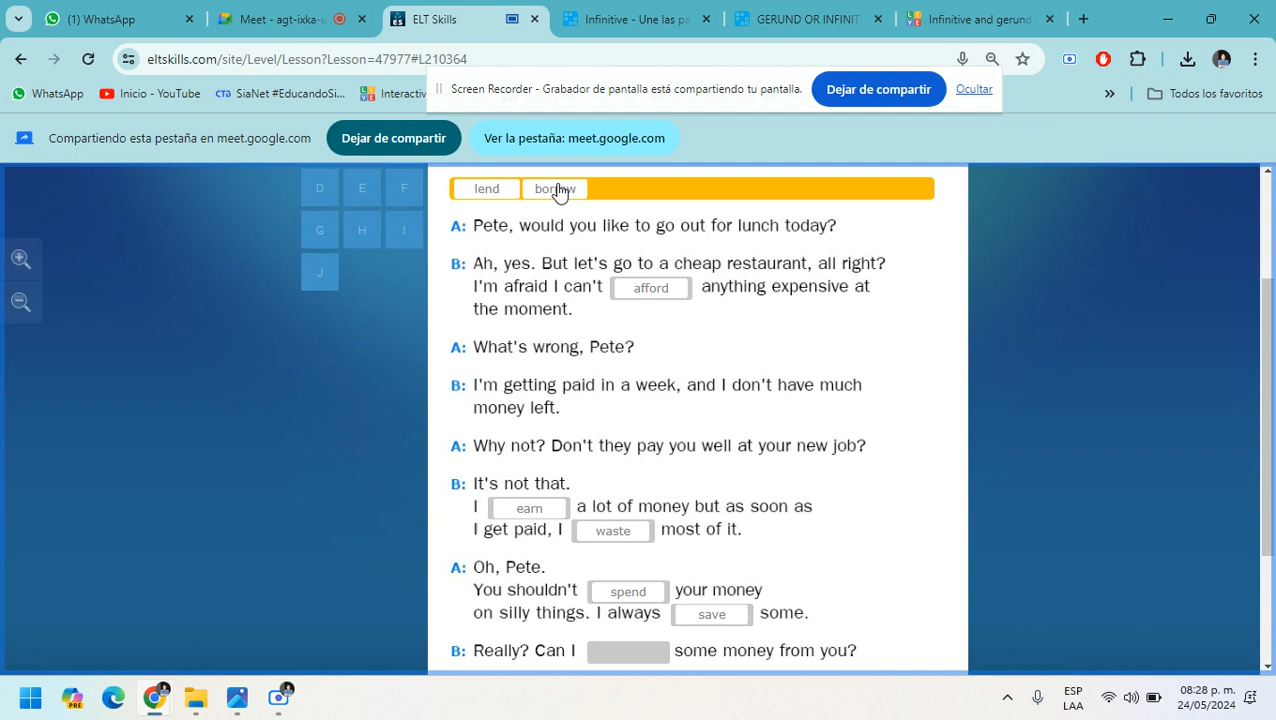 (1) WhatsApp
Meet - agt-ixka-u
ELT Skills
Infinitive - Une las pa
GERUND OR INFINIT
Infinitive and gerund
eltskills.com/site/Level/Lesson?Lesson=47977#L210364
WhatsApp
Inicio - YouTube
CTA SíaNet #EducandoSi...
Interactiv
Todos los favoritos
Screen Recorder - Grabador de pantalla está compartiendo tu pantalla.
Dejar de compartir
Ocultar
Compartiendo esta pestaña en meet.google.com
Dejar de compartir
Ver la pestaña: meet.google.com
D E F
G H I
J
lend borrow
A: Pete, would you like to go out for lunch today?
B: Ah, yes. But let's go to a cheap restaurant, all right?
I'm afraid I can't afford anything expensive at
the moment.
A: What's wrong, Pete?
B: I'm getting paid in a week, and I don't have much
money left.
A: Why not? Don't they pay you well at your new job?
B: It's not that.
I earn a lot of money but as soon as
I get paid, I waste most of it.
A: Oh, Pete.
You shouldn't spend your money
on silly things. I always save some.
B: Really? Can I some money from you?
PRE
ESP
LAA
08:28 p. m.
24/05/2024